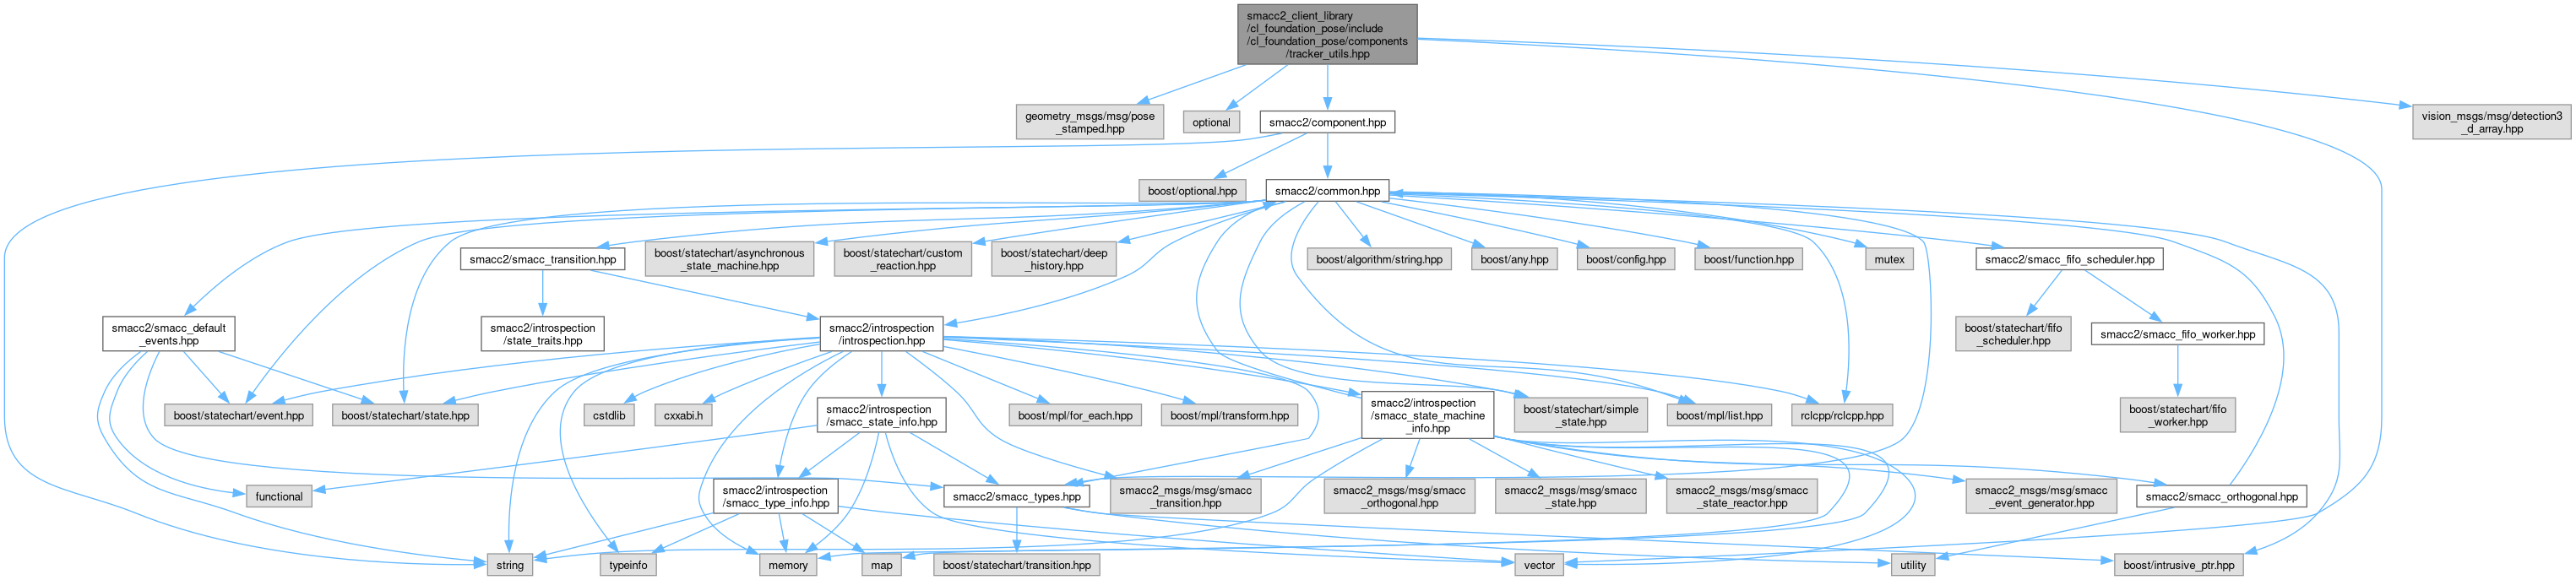 smacc2_client_library
/cl_foundation_pose/include
/cl_foundation_pose/components
/tracker_utils.hpp
geometry_msgs/msg/pose
_stamped.hpp
optional
smacc2/component.hpp
vision_msgs/msg/detection3
_d_array.hpp
boost/optional.hpp
smacc2/common.hpp
smacc2/smacc_transition.hpp
boost/statechart/asynchronous
_state_machine.hpp
boost/statechart/custom
_reaction.hpp
boost/statechart/deep
_history.hpp
boost/algorithm/string.hpp
boost/any.hpp
boost/config.hpp
boost/function.hpp
mutex
smacc2/smacc_fifo_scheduler.hpp
smacc2/smacc_default
_events.hpp
smacc2/introspection
/state_traits.hpp
smacc2/introspection
/introspection.hpp
boost/statechart/fifo
_scheduler.hpp
smacc2/smacc_fifo_worker.hpp
boost/statechart/event.hpp
boost/statechart/state.hpp
cstdlib
cxxabi.h
smacc2/introspection
/smacc_state_info.hpp
boost/mpl/for_each.hpp
boost/mpl/transform.hpp
smacc2/introspection
/smacc_state_machine
_info.hpp
boost/statechart/simple
_state.hpp
boost/mpl/list.hpp
rclcpp/rclcpp.hpp
boost/statechart/fifo
_worker.hpp
functional
smacc2/introspection
/smacc_type_info.hpp
smacc2/smacc_types.hpp
smacc2_msgs/msg/smacc
_transition.hpp
smacc2_msgs/msg/smacc
_orthogonal.hpp
smacc2_msgs/msg/smacc
_state.hpp
smacc2_msgs/msg/smacc
_state_reactor.hpp
smacc2_msgs/msg/smacc
_event_generator.hpp
smacc2/smacc_orthogonal.hpp
string
typeinfo
memory
map
boost/statechart/transition.hpp
vector
utility
boost/intrusive_ptr.hpp